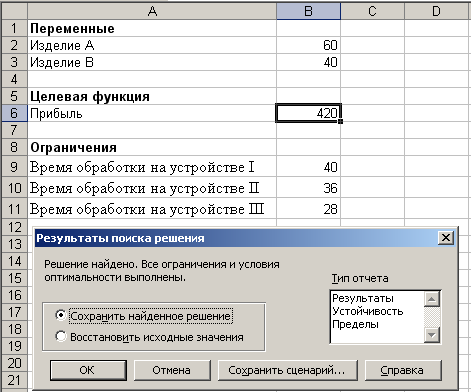 A B C D
1 Переменные
2 Изделие A 60
3 Изделие B 40
4
5 Целевая функция
6 Прибыль 420
7
8 Ограничения
9 Время обработки на устройстве I 40
10 Время обработки на устройстве II 36
11 Время обработки на устройстве III 28
12
13
14
15
16
17
18
19
20
21
Результаты поиска решения
Решение найдено. Все ограничения и условия
оптимальности выполнены.
Тип отчета
Результаты
Устойчивость
Пределы
Сохранить найденное решение
Восстановить исходные значения
OK Отмена Сохранить сценарий... Справка